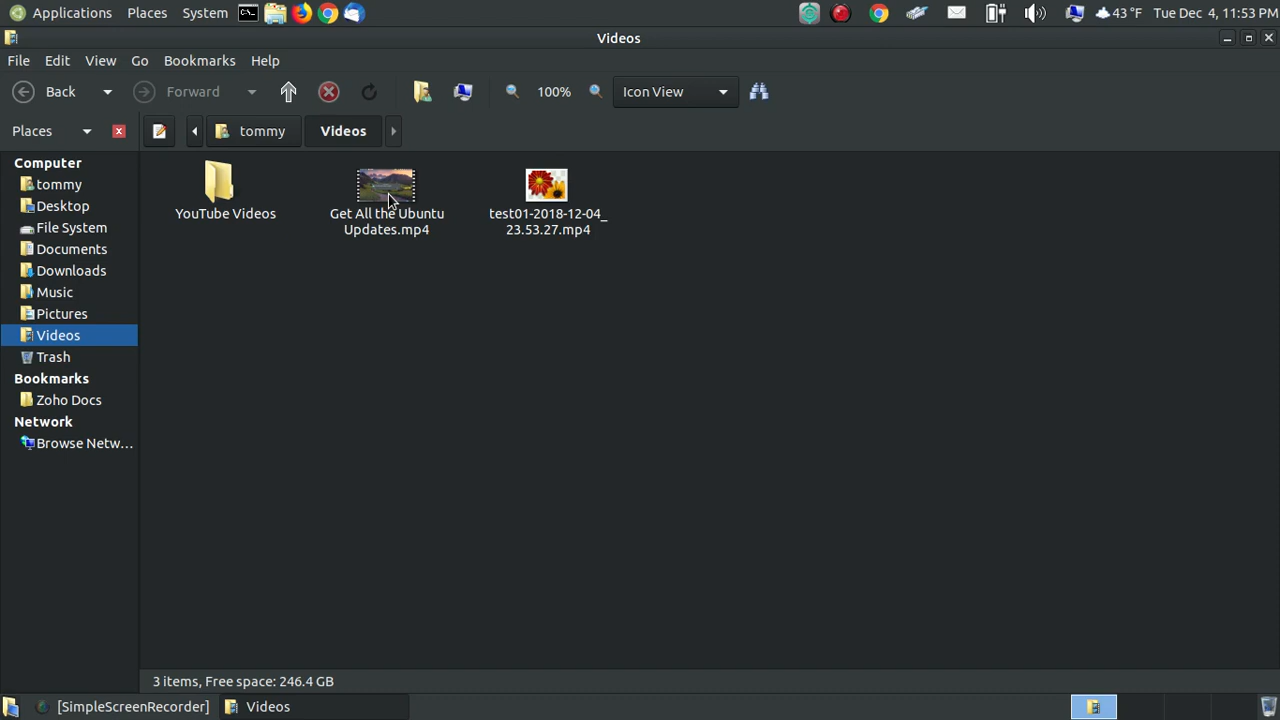 Applications Places System 43 °F Tue Dec 4, 11:53 PM
Videos
File Edit View Go Bookmarks Help
Back Forward 100% Icon View
Places tommy Videos
Computer
tommy
Desktop
File System
Documents
Downloads
Music
Pictures
Videos
Trash
Bookmarks
Zoho Docs
Network
Browse Netw...
YouTube Videos
Get All the Ubuntu
Updates.mp4
test01-2018-12-04_
23.53.27.mp4
3 items, Free space: 246.4 GB
[SimpleScreenRecorder] Videos